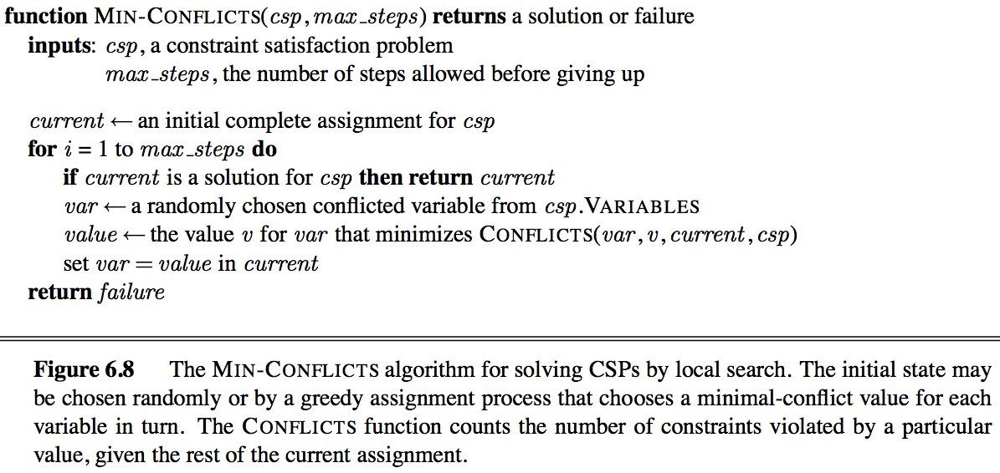 function MIN-CONFLICTS(csp, max_steps) returns a solution or failure
inputs: csp, a constraint satisfaction problem
max_steps, the number of steps allowed before giving up
current ← an initial complete assignment for csp
for i = 1 to max_steps do
if current is a solution for csp then return current
var ← a randomly chosen conflicted variable from csp.VARIABLES
value ← the value v for var that minimizes CONFLICTS(var, v, current, csp)
set var = value in current
return failure
Figure 6.8 The MIN-CONFLICTS algorithm for solving CSPs by local search. The initial state may
be chosen randomly or by a greedy assignment process that chooses a minimal-conflict value for each
variable in turn. The CONFLICTS function counts the number of constraints violated by a particular
value, given the rest of the current assignment.